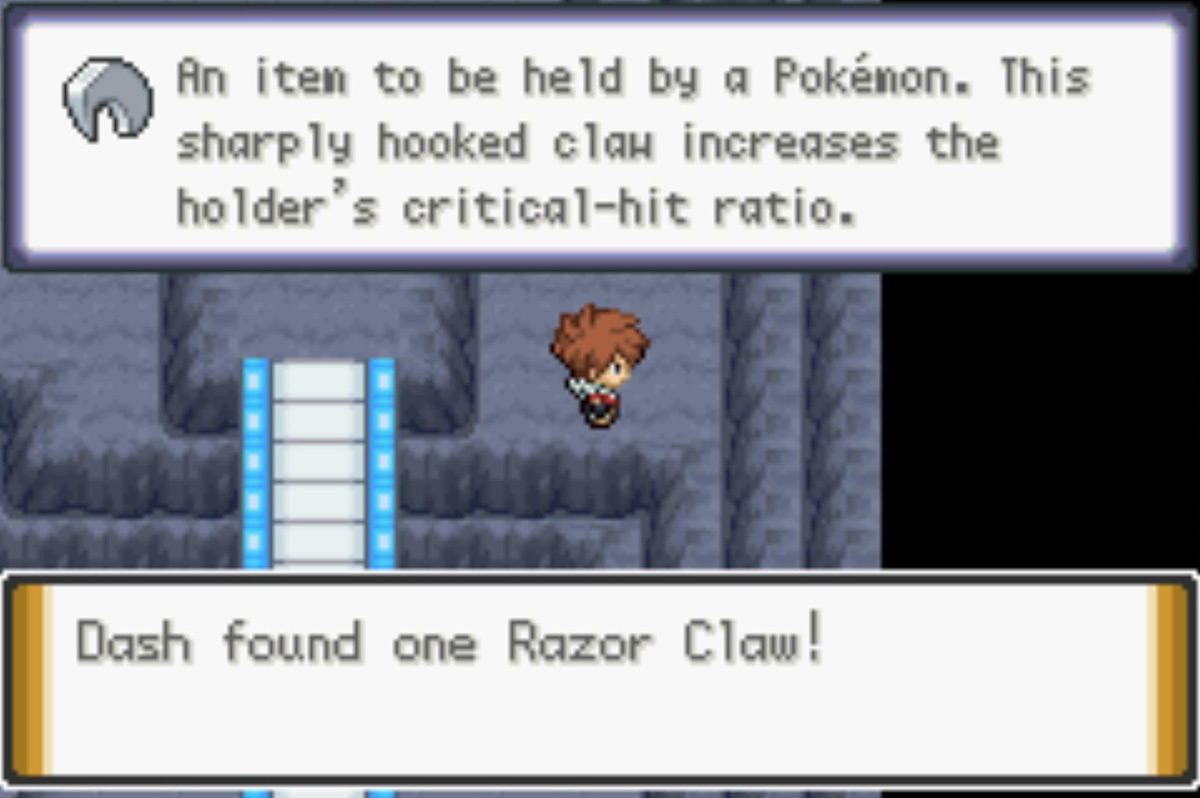 An item to be held by a Pokémon. This
sharply hooked claw increases the
holder's critical-hit ratio.
Dash found one Razor Claw!